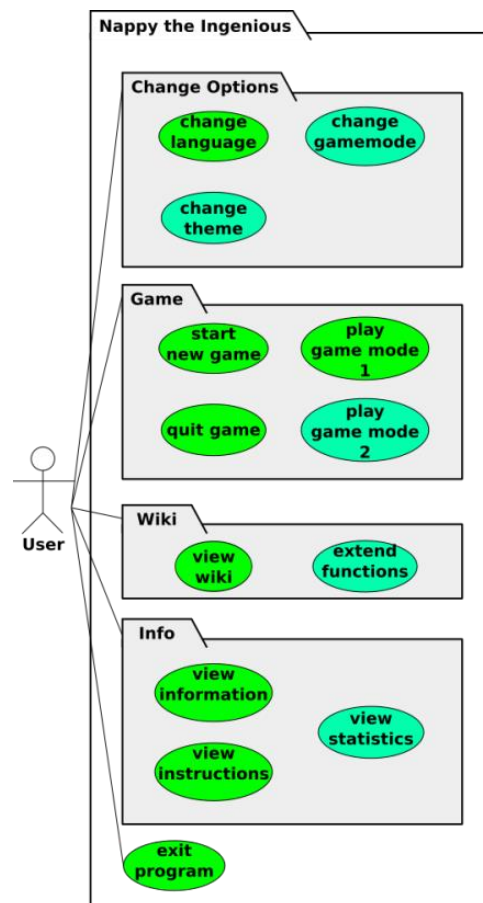 Nappy the Ingenious
Change Options
change
language
change
gamemode
change
theme
Game
start
new game
play
game mode
1
quit game
play
game mode
2
User
Wiki
view
wiki
extend
functions
Info
view
information
view
statistics
view
instructions
exit
program